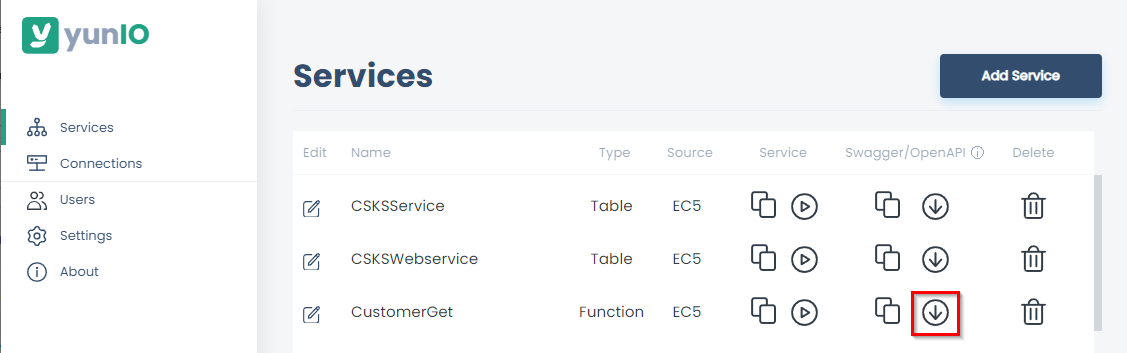 yunIO
Services
Add Service
Services
Connections
Users
Settings
About
Edit Name Type Source Service Swagger/OpenAPI Delete
CSKSService Table EC5
CSKSWebservice Table EC5
CustomerGet Function EC5